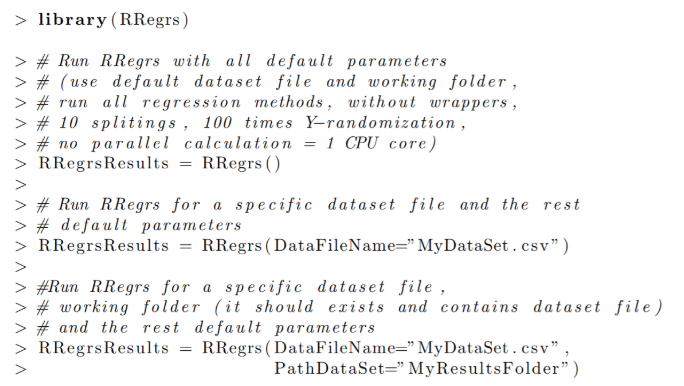 > library(RRegrs)
> # Run RRegrs with all default parameters
> # (use default dataset file and working folder,
> # run all regression methods, without wrappers,
> # 10 splitings, 100 times Y-randomization,
> # no parallel calculation = 1 CPU core)
> RRegrsResults = RRegrs()
>
> # Run RRegrs for a specific dataset file and the rest
> # default parameters
> RRegrsResults = RRegrs(DataFileName="MyDataSet.csv")
>
> #Run RRegrs for a specific dataset file,
> # working folder (it should exists and contains dataset file)
> # and the rest default parameters
> RRegrsResults = RRegrs(DataFileName="MyDataSet.csv",
> PathDataSet="MyResultsFolder")